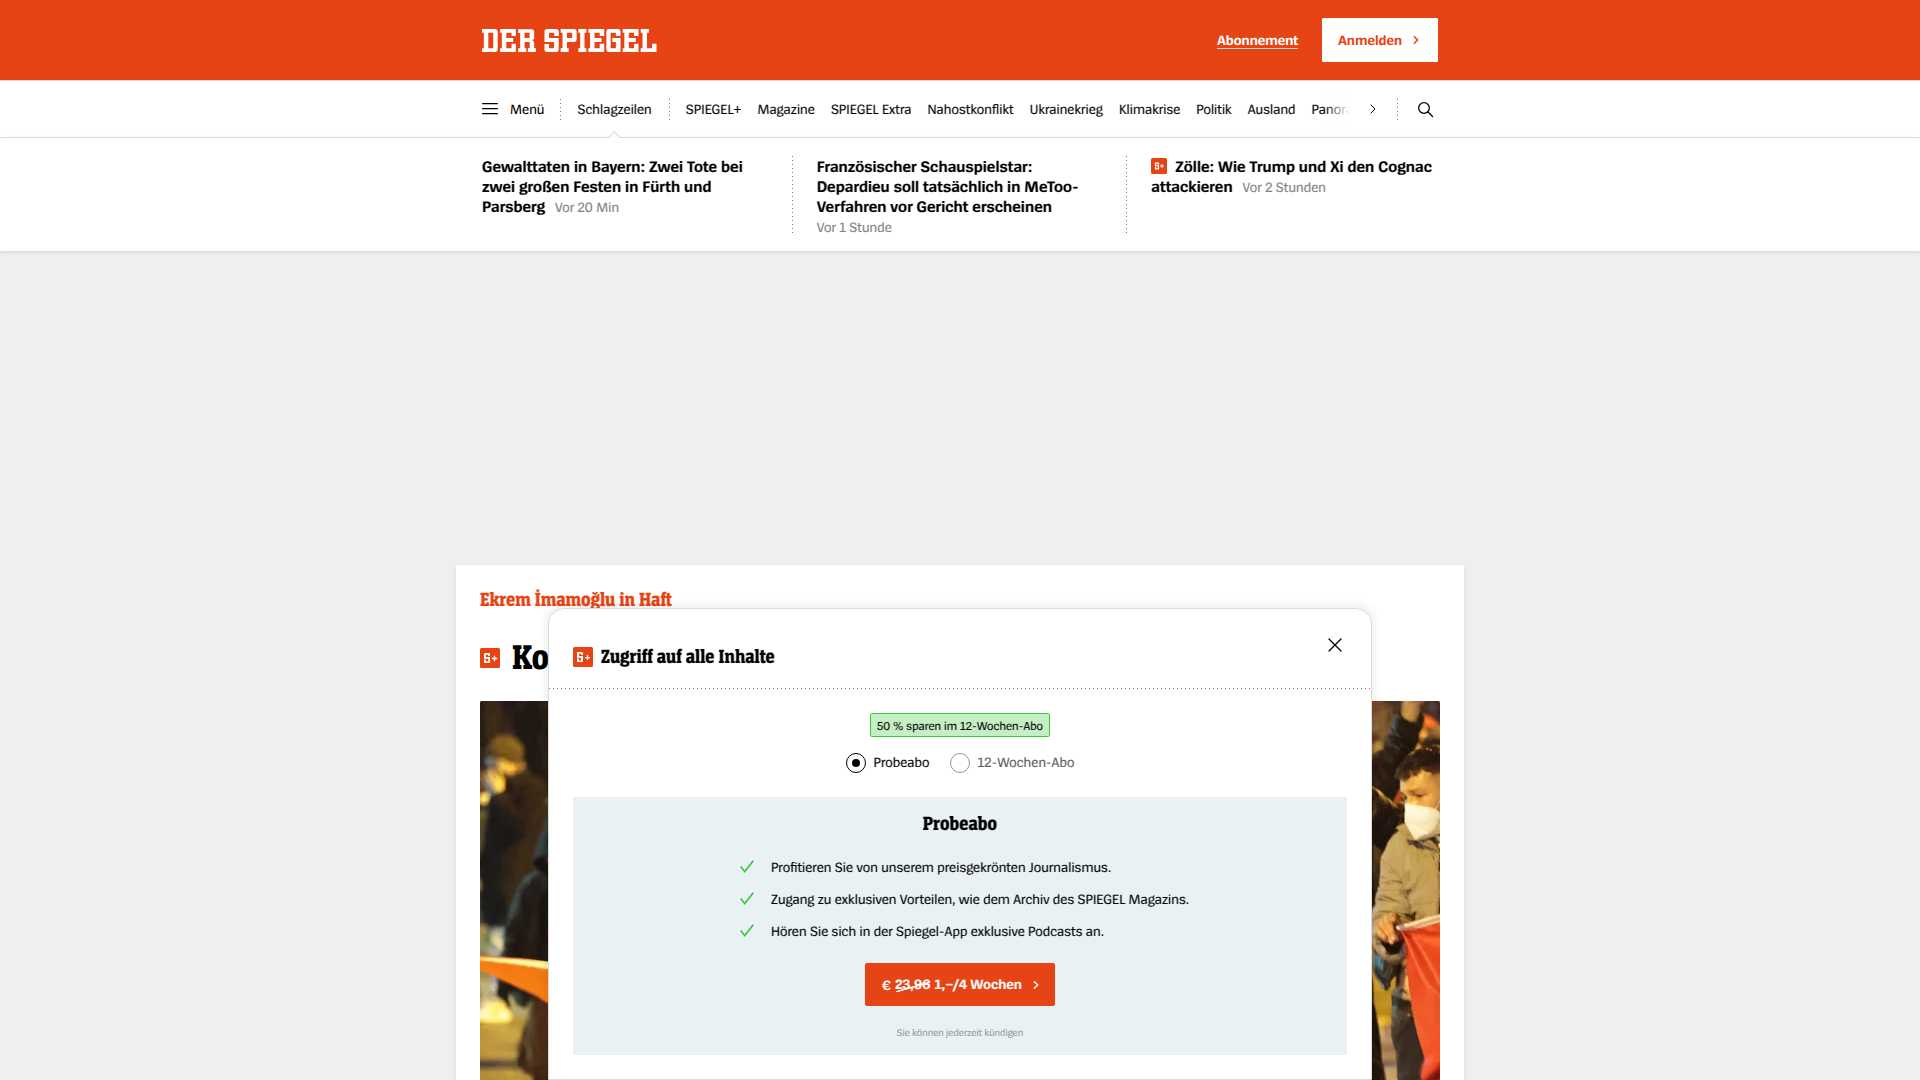 DER SPIEGEL
Abonnement
Anmelden
Menü
Schlagzeilen
SPIEGEL+
Magazine
SPIEGEL Extra
Nahostkonflikt
Ukrainekrieg
Klimakrise
Politik
Ausland
Gewalttaten in Bayern: Zwei Tote bei
zwei großen Festen in Fürth und
Parsberg Vor 20 Min
Französischer Schauspielstar:
Depardieu soll tatsächlich in MeToo-
Verfahren vor Gericht erscheinen
Vor 1 Stunde
S+ Zölle: Wie Trump und Xi den Cognac
attackieren Vor 2 Stunden
Ekrem İmamoğlu in Haft
S+ Ko
S+ Zugriff auf alle Inhalte
50 % sparen im 12-Wochen-Abo
Probeabo
12-Wochen-Abo
Probeabo
Profitieren Sie von unserem preisgekrönten Journalismus.
Zugang zu exklusiven Vorteilen, wie dem Archiv des SPIEGEL Magazins.
Hören Sie sich in der Spiegel-App exklusive Podcasts an.
€ 23,96 1,–/4 Wochen
Sie können jederzeit kündigen